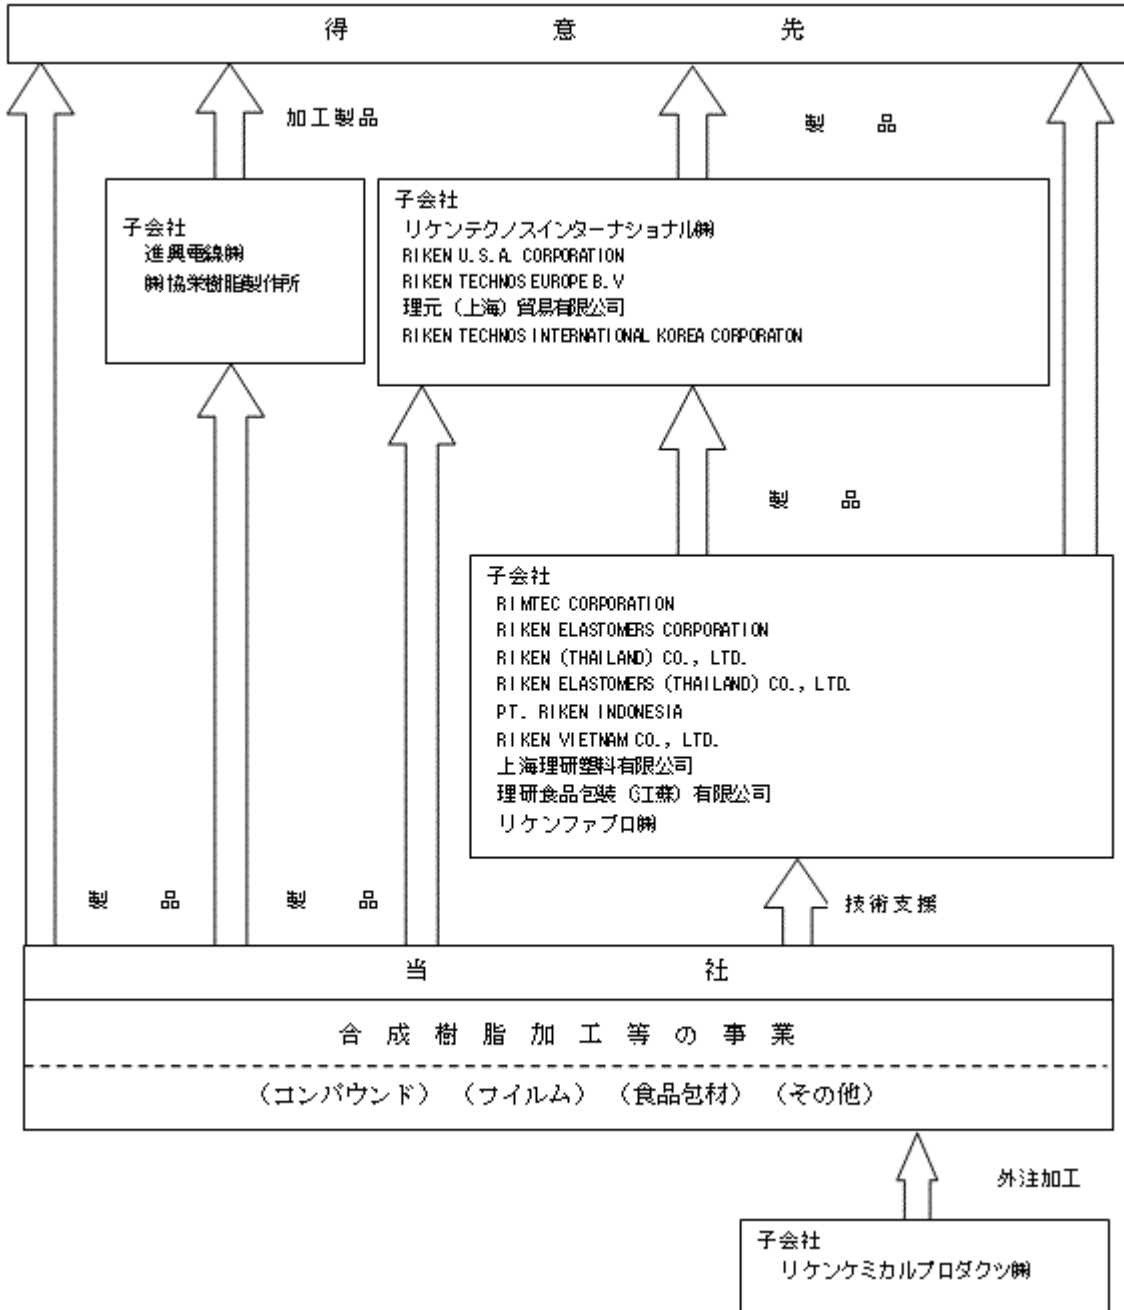 得意先
加工製品
製品
子会社
進興電線㈱
㈱協栄樹脂製作所
子会社
リケンテクノスインターナショナル㈱
RIKEN U.S.A. CORPORATION
RIKEN TECHNOS EUROPE B.V
理元（上海）貿易有限公司
RIKEN TECHNOS INTERNATIONAL KOREA CORPORATON
製品
子会社
RIMTEC CORPORATION
RIKEN ELASTOMERS CORPORATION
RIKEN (THAILAND) CO., LTD.
RIKEN ELASTOMERS (THAILAND) CO., LTD.
PT. RIKEN INDONESIA
RIKEN VIETNAM CO., LTD.
上海理研塑料有限公司
理研食品包装（江蘇）有限公司
リケンファブロ㈱
製品
製品
技術支援
当社
合成樹脂加工等の事業
（コンパウンド）（フイルム）（食品包材）（その他）
外注加工
子会社
リケンケミカルプロダクツ㈱